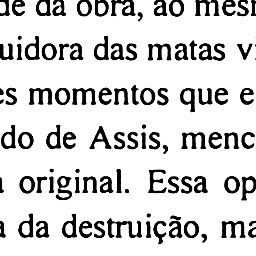 de da obra, ao mesm
uidora das matas vi
es momentos que e
do de Assis, menc
a original. Essa op
a da destruição, ma